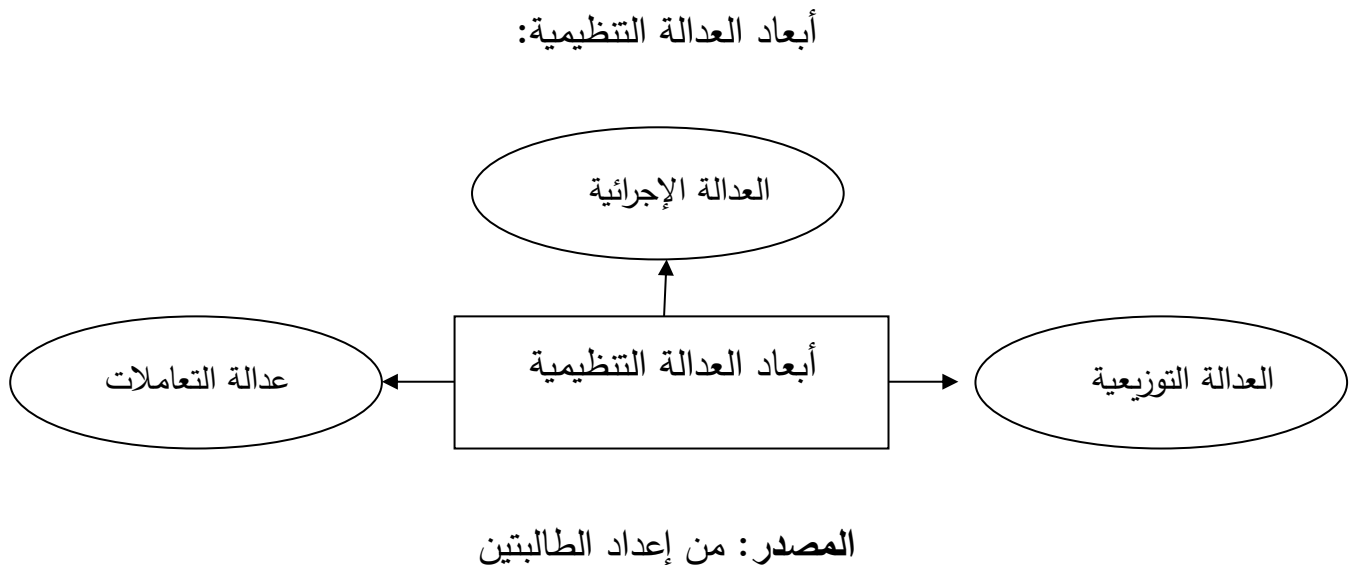 أبعاد العدالة التنظيمية:
العدالة الإجرائية
العدالة التوزيعية
أبعاد العدالة التنظيمية
عدالة التعاملات
المصدر: من إعداد الطالبتين